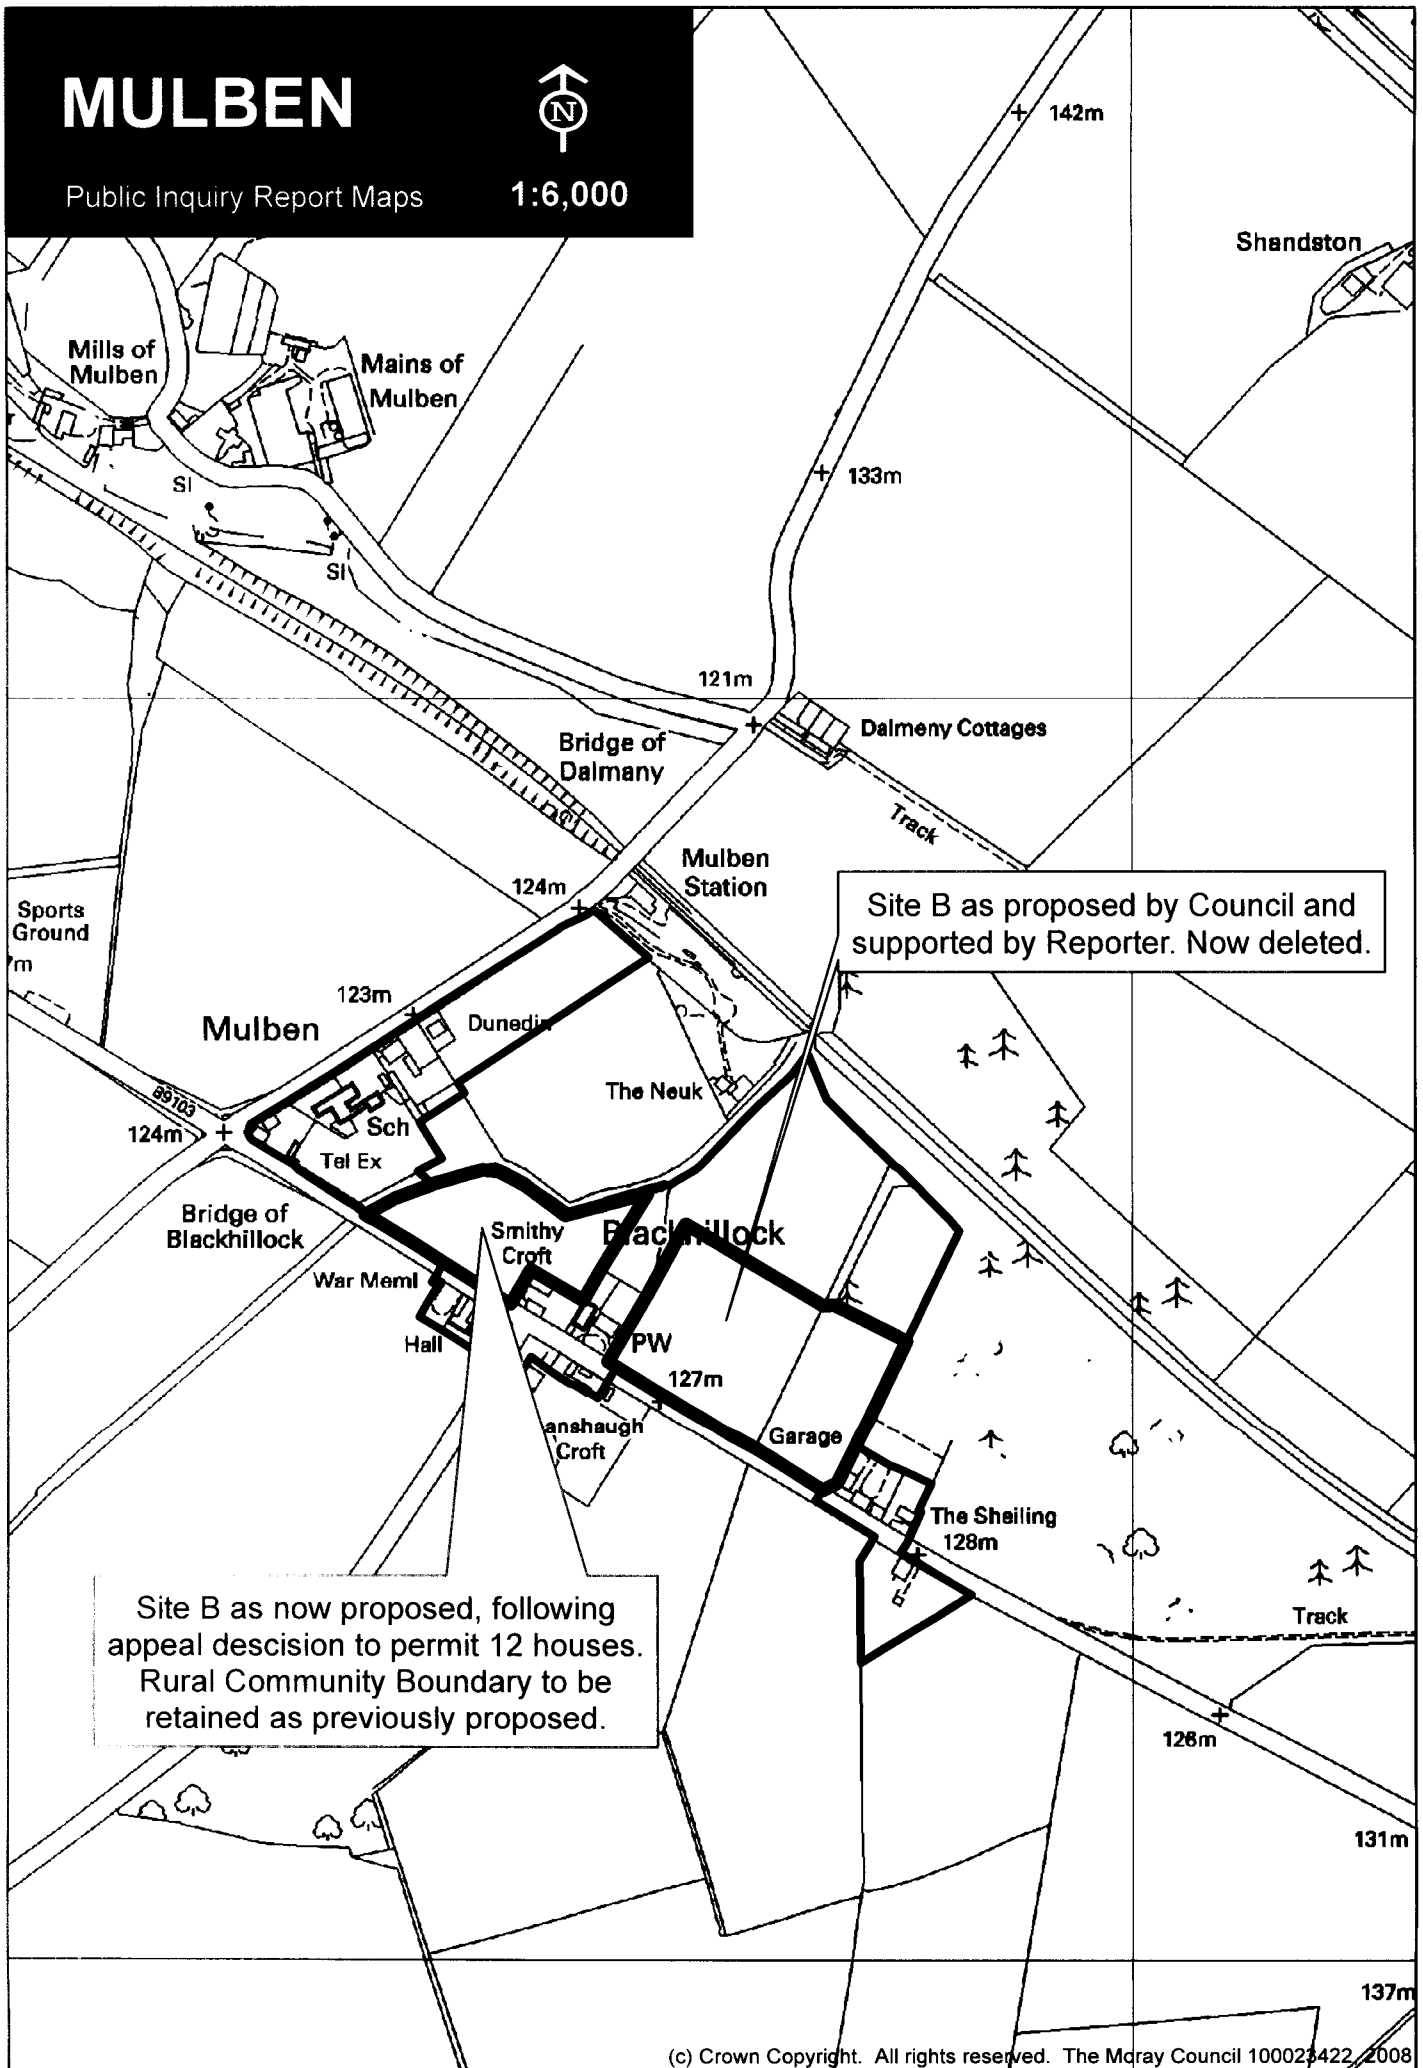 MULBEN
N
Public Inquiry Report Maps
1:6,000
142m
Shandston
Mills of
Mulben
Mains of
Mulben
133m
Sl
Sl
121m
Dalmeny Cottages
Bridge of
Dalmany
Track
Mulben
Station
124m
Site B as proposed by Council and
supported by Reporter. Now deleted.
Sports
Ground
m
123m
Mulben
Dunedin
The Neuk
B9103
124m
Sch
Tel Ex
Bridge of
Blackhillock
Smithy
Croft
Blackhillock
War Meml
Hall
PW
127m
anshaugh
Croft
Garage
The Sheiling
128m
Site B as now proposed, following
appeal descision to permit 12 houses.
Rural Community Boundary to be
retained as previously proposed.
Track
126m
131m
137m
(c) Crown Copyright. All rights reserved. The Moray Council 100023422 2008